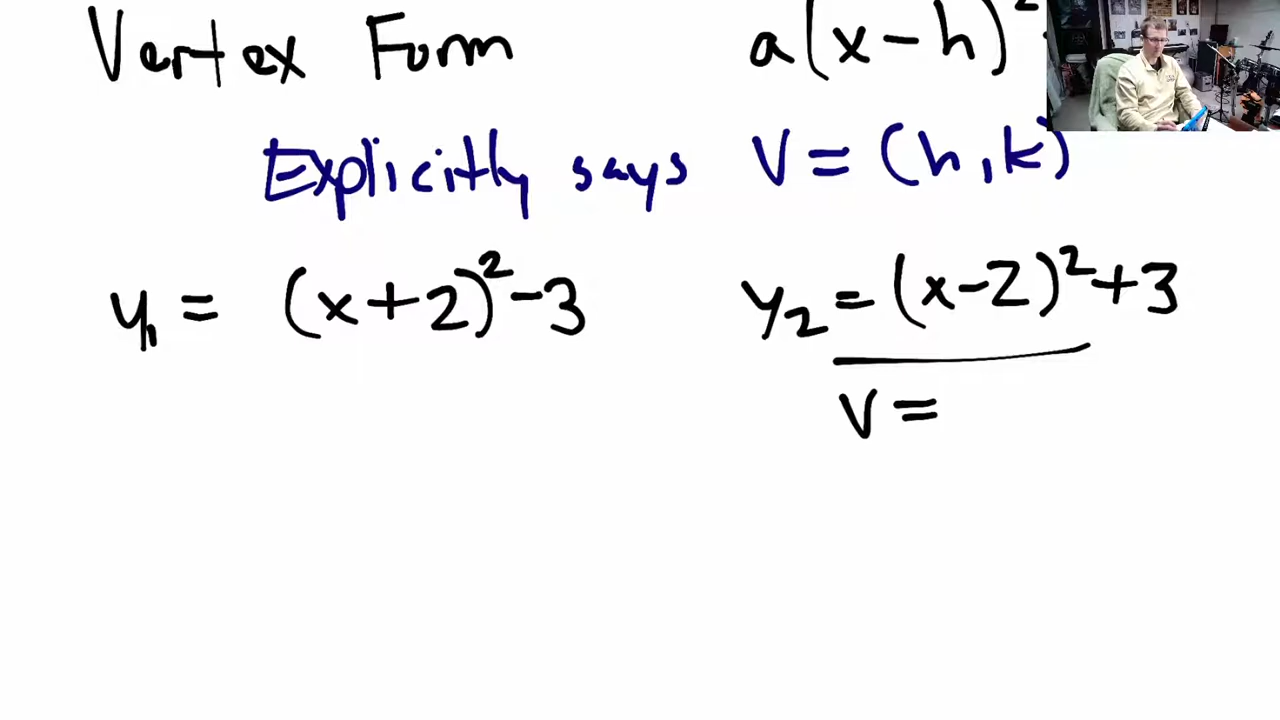 Vertex Form a(x-h)²
Explicitly says V = (h,k)
y₁ = (x+2)²-3 y₂ = (x-2)²+3
V =